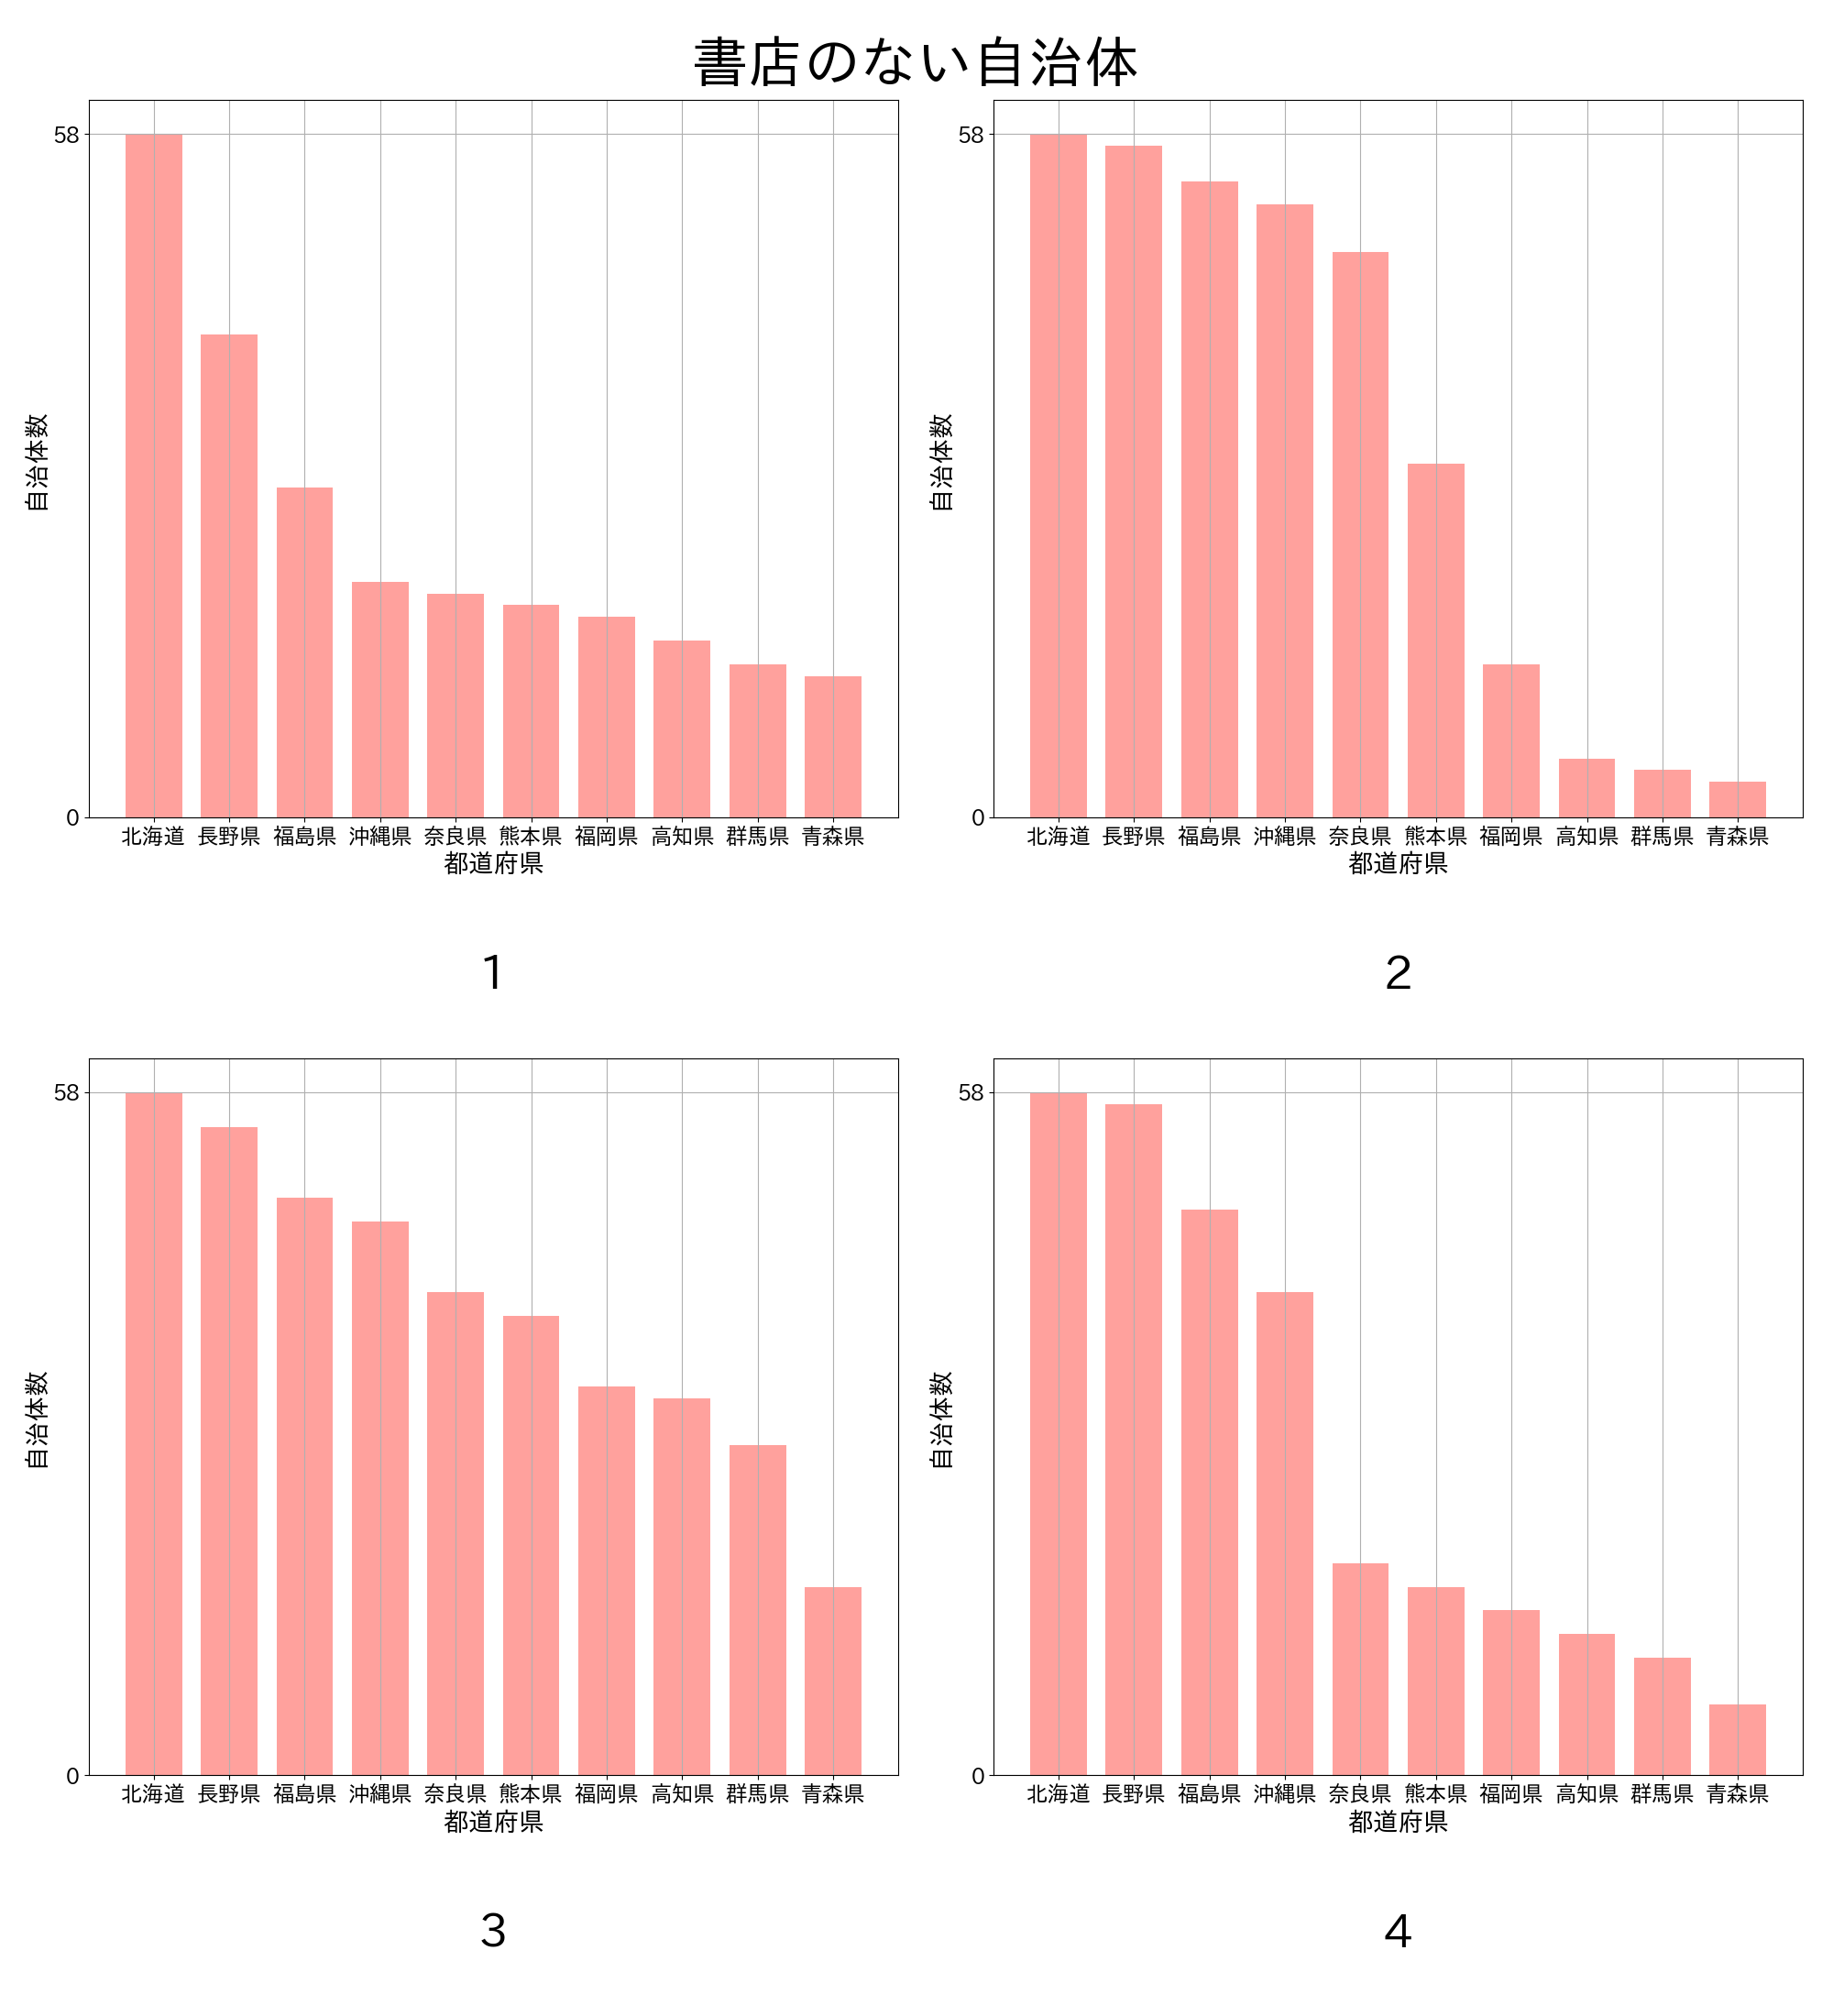 書店のない自治体
58
0
自治体数
北海道 長野県 福島県 沖縄県 奈良県 熊本県 福岡県 高知県 群馬県 青森県
都道府県
1
58
0
自治体数
北海道 長野県 福島県 沖縄県 奈良県 熊本県 福岡県 高知県 群馬県 青森県
都道府県
2
58
0
自治体数
北海道 長野県 福島県 沖縄県 奈良県 熊本県 福岡県 高知県 群馬県 青森県
都道府県
3
58
0
自治体数
北海道 長野県 福島県 沖縄県 奈良県 熊本県 福岡県 高知県 群馬県 青森県
都道府県
4